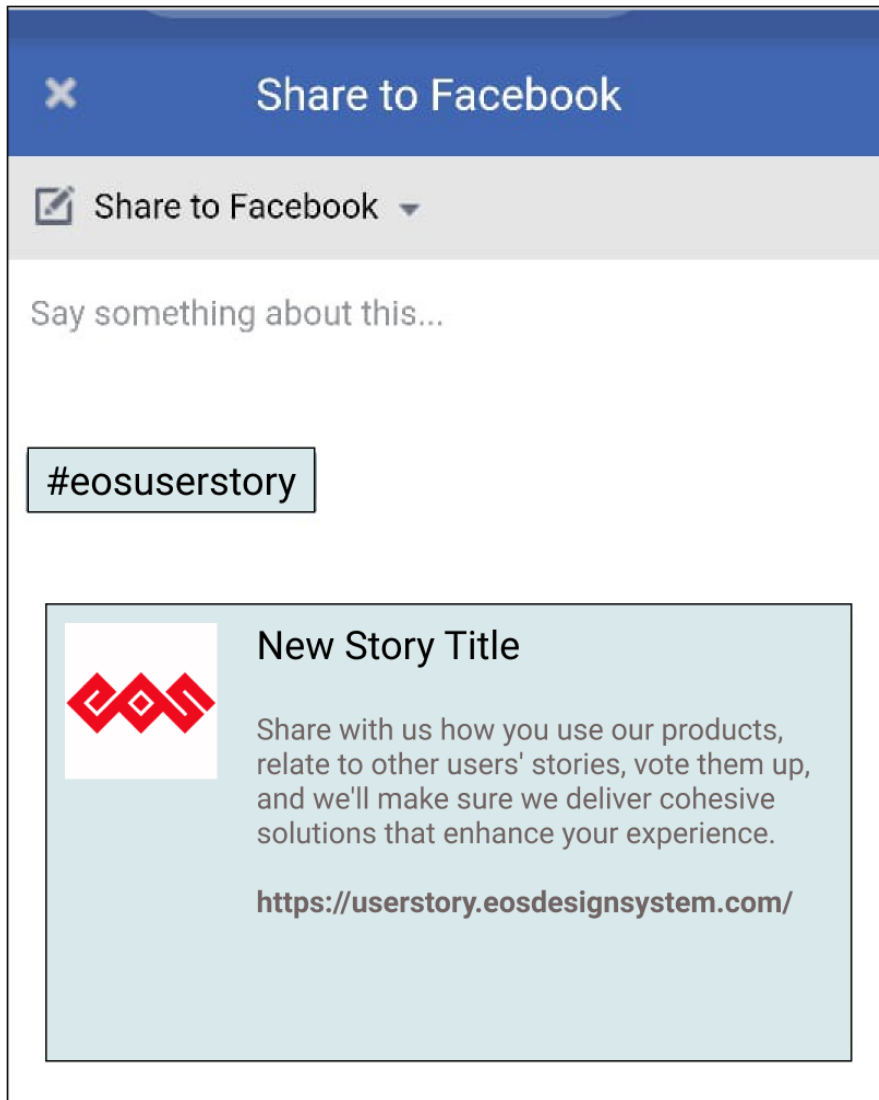 Share to Facebook
Share to Facebook
Say something about this...
#eosuserstory
eos
New Story Title
Share with us how you use our products,
relate to other users' stories, vote them up,
and we'll make sure we deliver cohesive
solutions that enhance your experience.
https://userstory.eosdesignsystem.com/